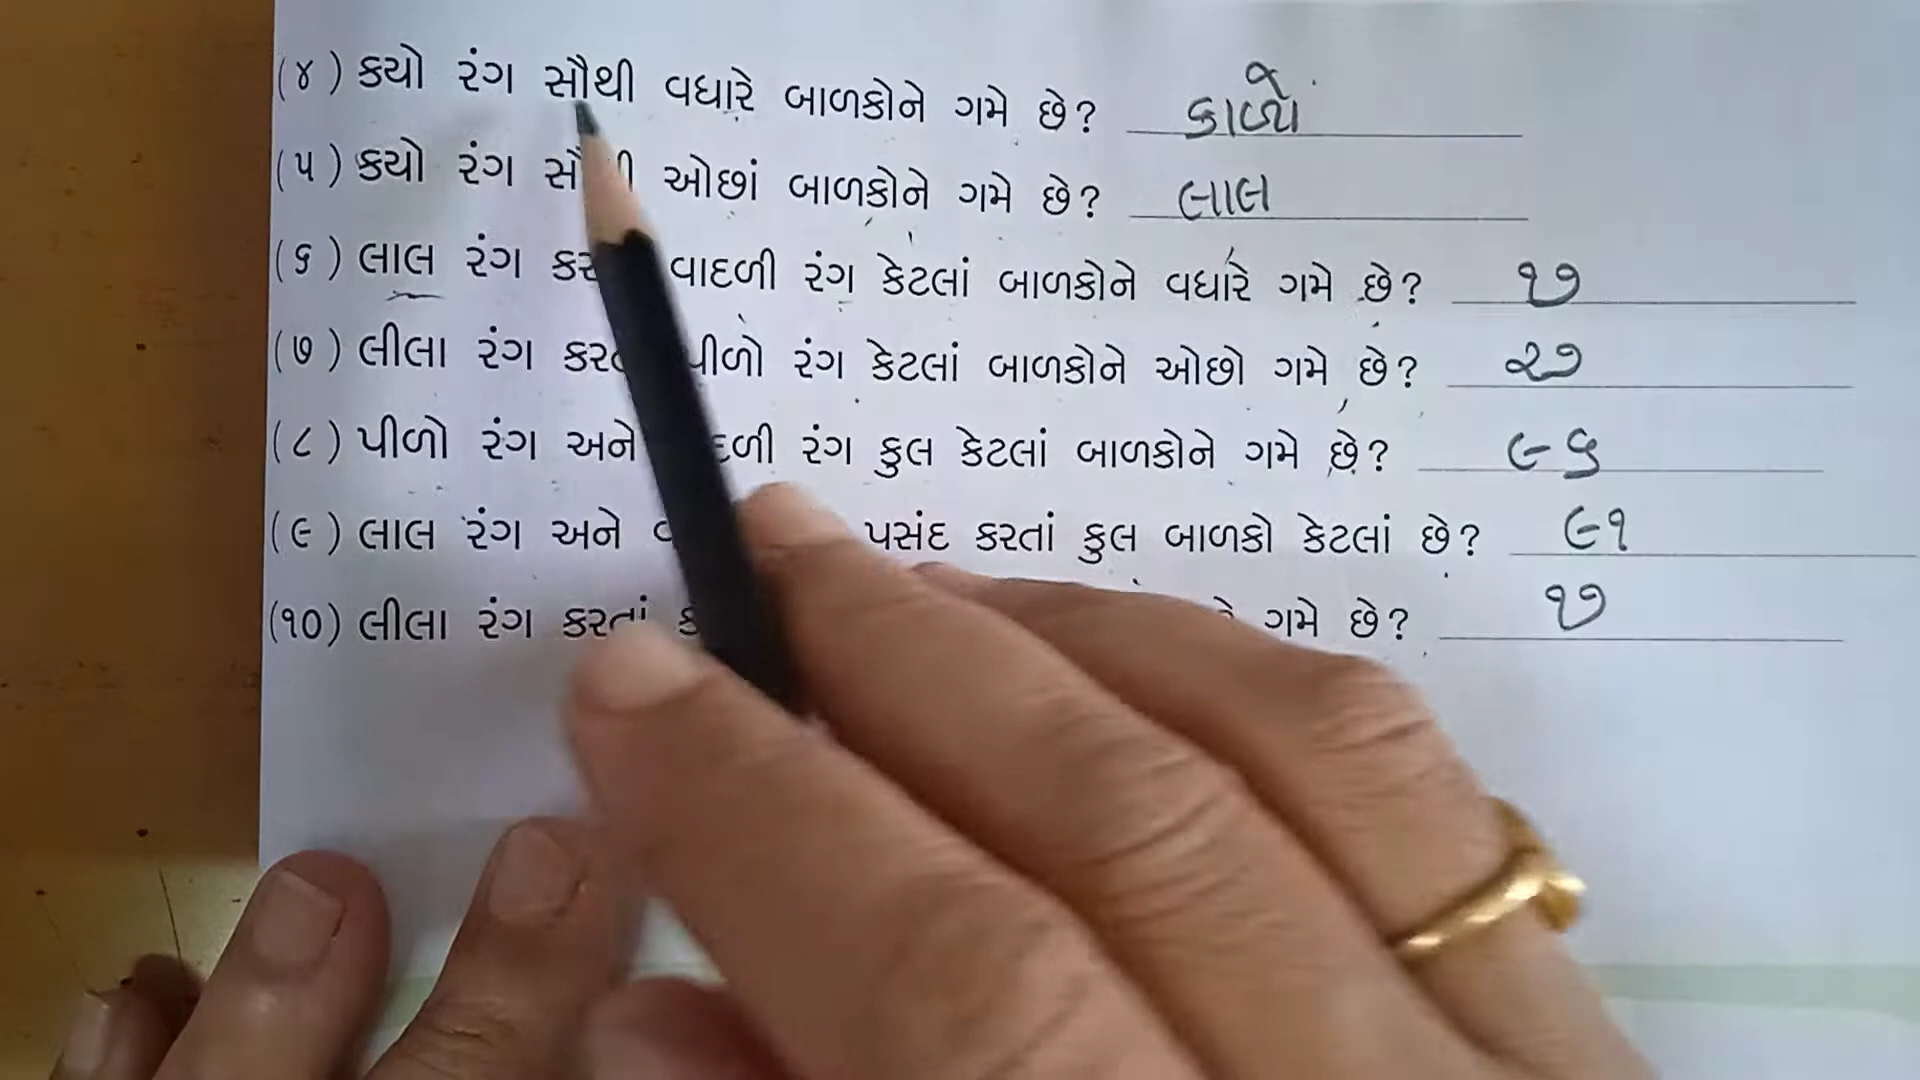 (૪) કયો રંગ સૌથી વધારે બાળકોને ગમે છે? કાળો
(૫) કયો રંગ ઓછાં બાળકોને ગમે છે? લાલ
(૬) લાલ રંગ વાદળી રંગ કેટલાં બાળકોને વધારે ગમે છે? ૧૭
(૭) લીલા રંગ પીળો રંગ કેટલાં બાળકોને ઓછો ગમે છે? ૨૭
(૮) પીળો રંગ અને રંગ કુલ કેટલાં બાળકોને ગમે છે? ૯૬
(૯) લાલ રંગ અને પસંદ કરતાં કુલ બાળકો કેટલાં છે? ૯૧
(૧૦) લીલા રંગ કરતાં ગમે છે? ૧૭